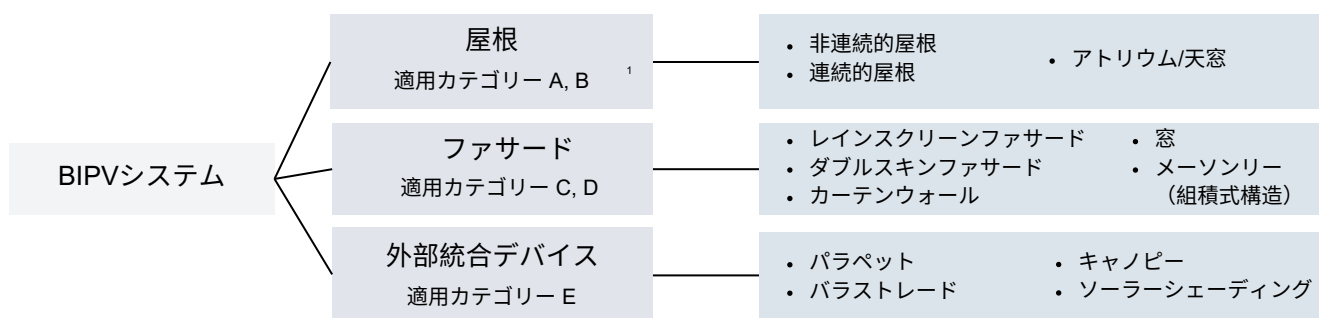 BIPVシステム
屋根
適用カテゴリー A, B 1
• 非連続的屋根
• 連続的屋根
• アトリウム/天窓
ファサード
適用カテゴリー C, D
• レインスクリーンファサード
• ダブルスキンファサード
• カーテンウォール
• 窓
• メーソンリー
（組積式構造）
外部統合デバイス
適用カテゴリー E
• パラペット
• バラストレード
• キャノピー
• ソーラーシェーディング